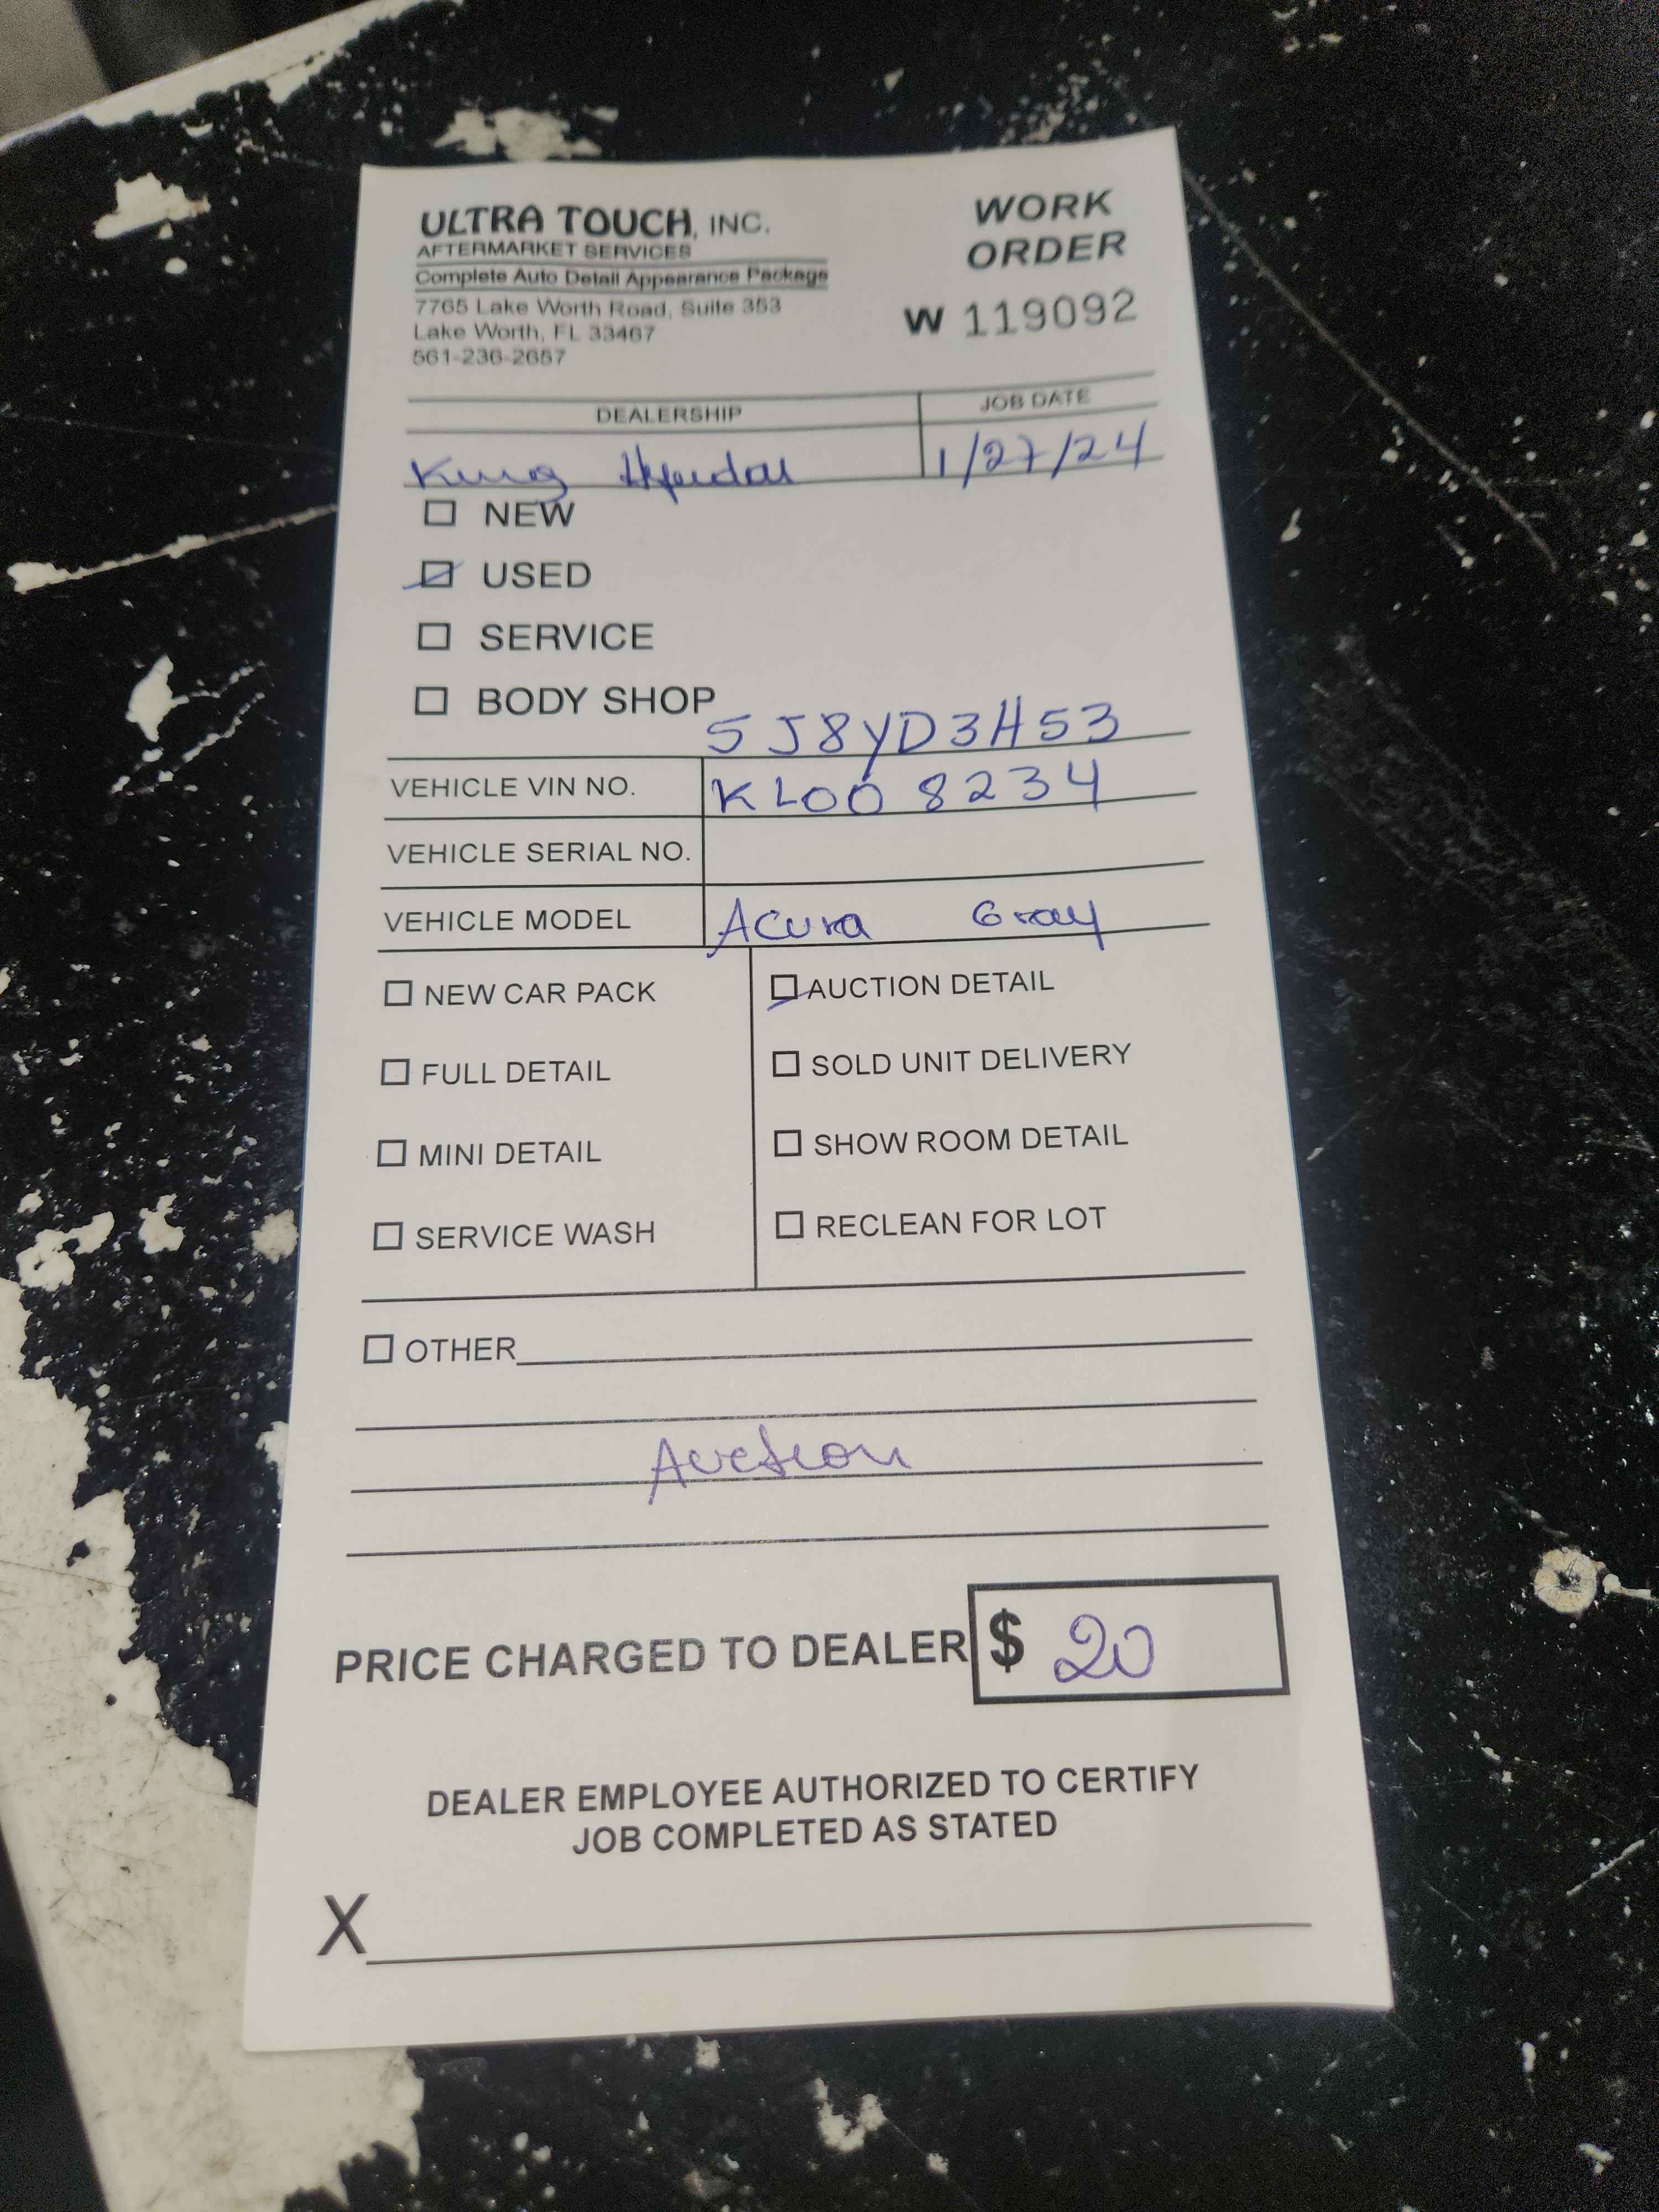 ULTRA TOUCH, INC.
AFTERMARKET SERVICES
Complete Auto Detail Appearance Package
7765 Lake Worth Road, Suite 353
Lake Worth, FL 33467
561-236-2657
WORK
ORDER
W 119092
DEALERSHIP
JOB DATE
King Hyundai
1/27/24
NEW
USED
SERVICE
BODY SHOP
5J8YD3H53
VEHICLE VIN NO. KL008234
VEHICLE SERIAL NO.
VEHICLE MODEL Acura Gray
NEW CAR PACK
FULL DETAIL
MINI DETAIL
SERVICE WASH
AUCTION DETAIL
SOLD UNIT DELIVERY
SHOW ROOM DETAIL
RECLEAN FOR LOT
OTHER
Auction
PRICE CHARGED TO DEALER $ 20
DEALER EMPLOYEE AUTHORIZED TO CERTIFY
JOB COMPLETED AS STATED
X